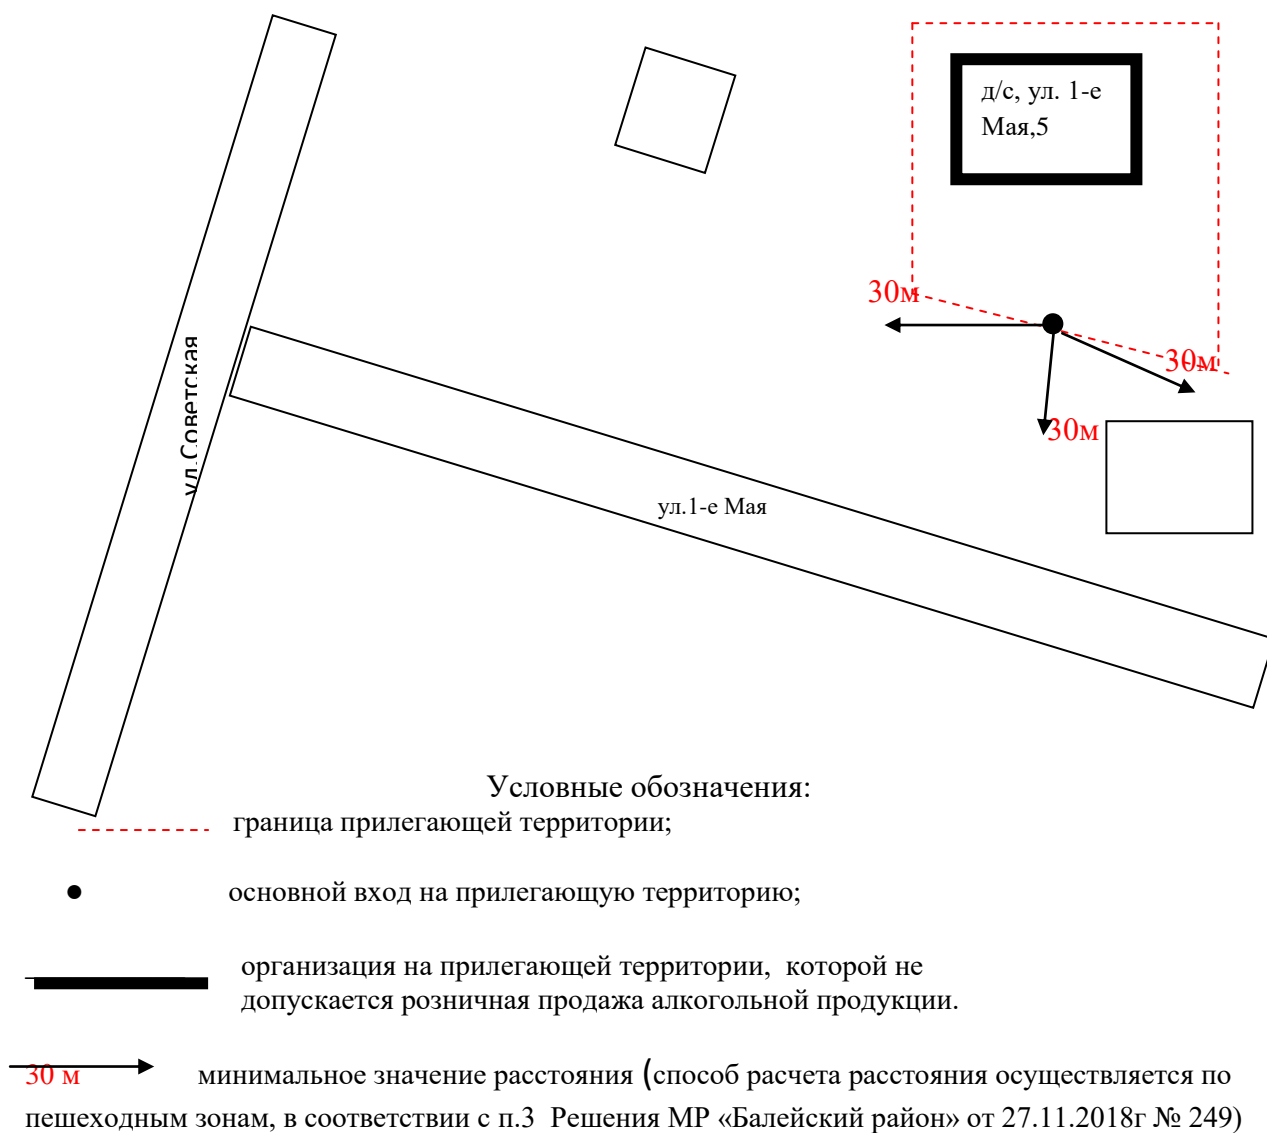 д/с, ул. 1-е
Мая,5
30м
30м
30м
ул.Советская
ул.1-е Мая
Условные обозначения:
граница прилегающей территории;
основной вход на прилегающую территорию;
организация на прилегающей территории, которой не
допускается розничная продажа алкогольной продукции.
30 м минимальное значение расстояния (способ расчета расстояния осуществляется по
пешеходным зонам, в соответствии с п.3 Решения МР «Балейский район» от 27.11.2018г № 249)